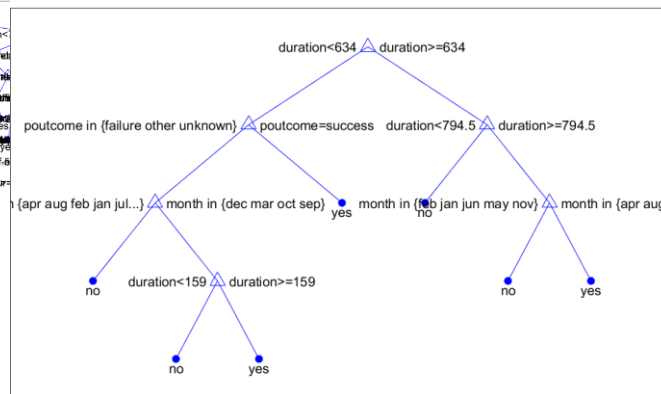 duration<634 duration>=634
poutcome in {failure other unknown} poutcome=success duration<794.5 duration>=794.5
{apr aug feb jan jul...} month in {dec mar oct sep} yes month in {feb jan jun may nov} no month in {apr aug
no duration<159 duration>=159 no yes
no yes